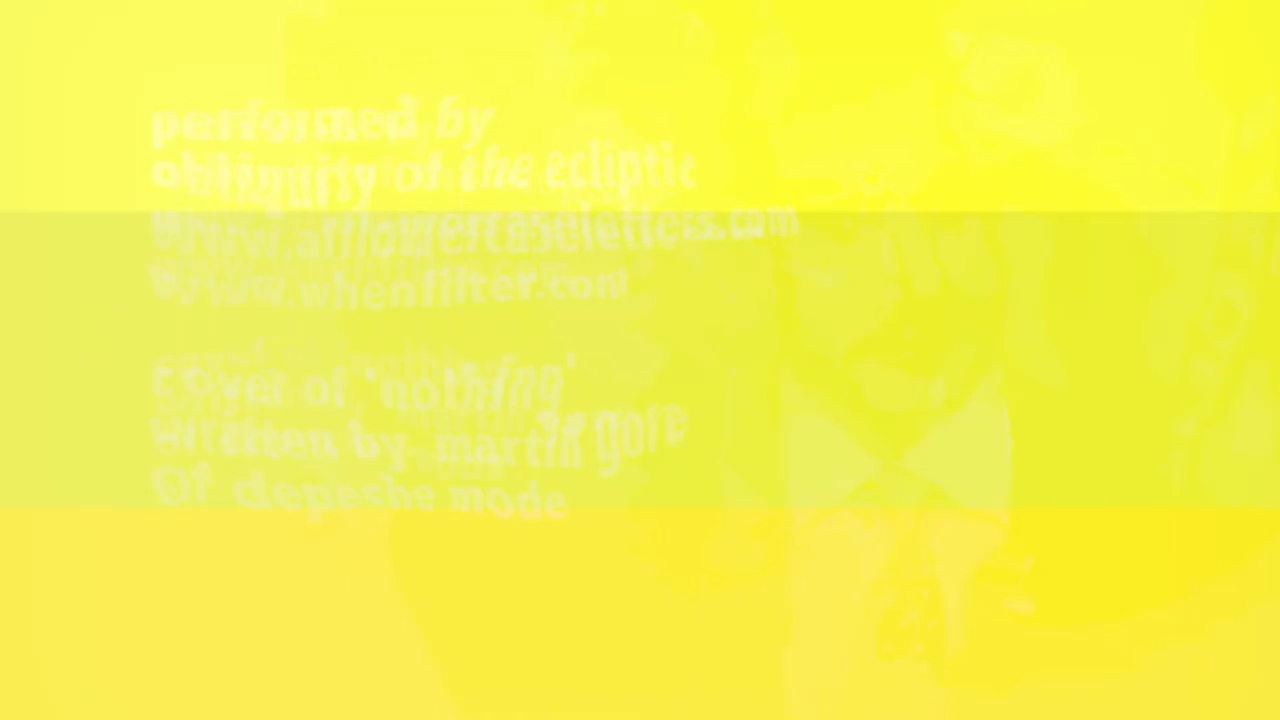 performed by
obliquity of the ecliptic
www.alllowercaseletters.com
www.whenfilter.com
cover of 'nothing'
written by martin gore
of depeche mode